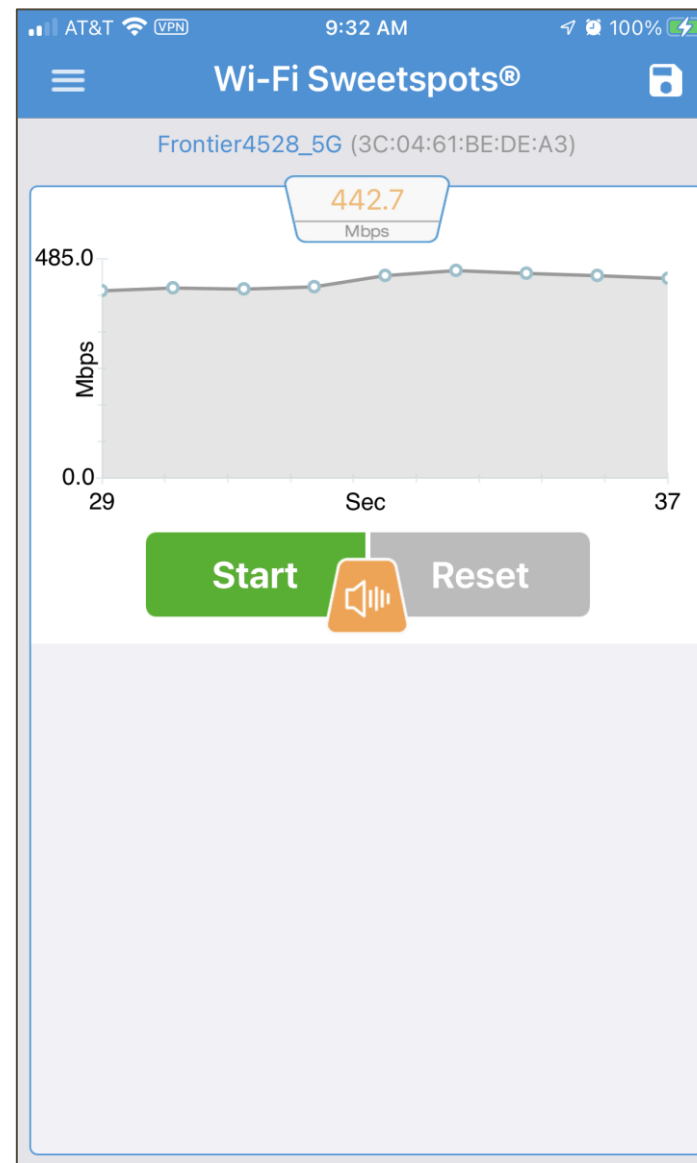 AT&T VPN 9:32 AM 100%
Wi-Fi Sweetspots®
Frontier4528_5G (3C:04:61:BE:DE:A3)
442.7
Mbps
485.0
Mbps
0.0
29 Sec 37
Start Reset